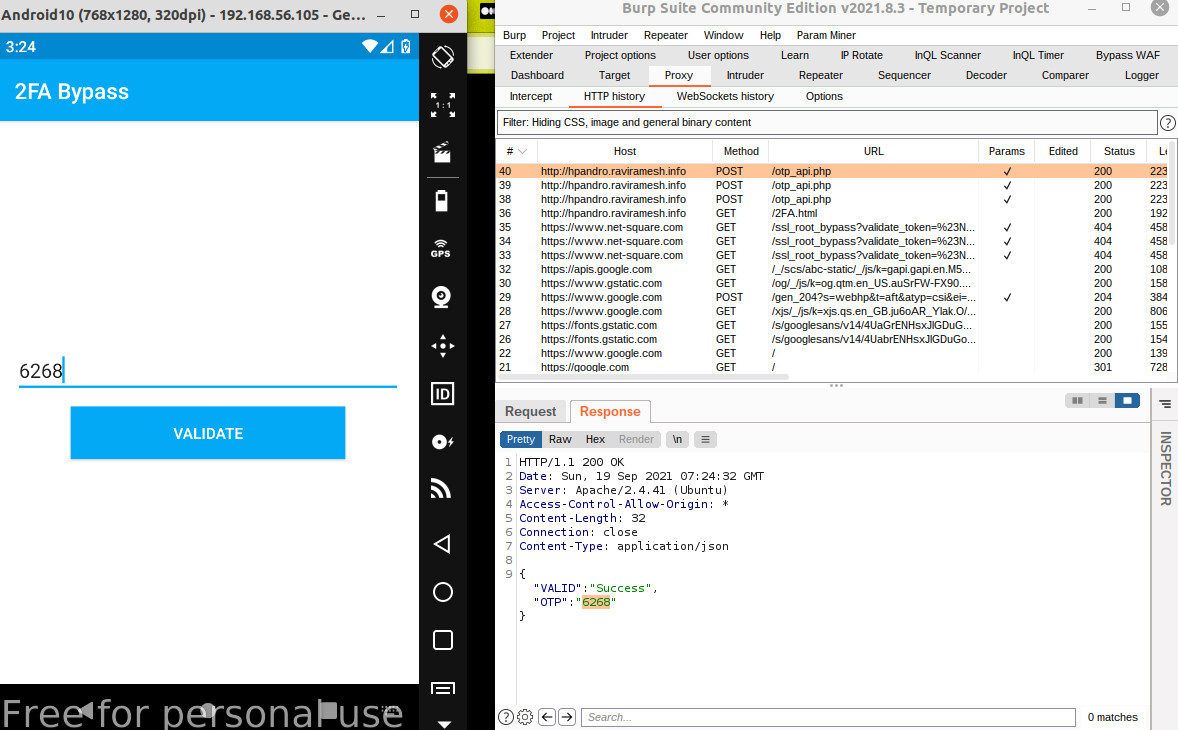 Android10 (768x1280, 320dpi) - 192.168.56.105 - Ge...
3:24
2FA Bypass
6268
VALIDATE
1:1
GPS
ID
Free for personal use
Burp Suite Community Edition v2021.8.3 - Temporary Project
Burp Project Intruder Repeater Window Help Param Miner
Extender Project options User options Learn IP Rotate InQL Scanner InQL Timer Bypass WAF
Dashboard Target Proxy Intruder Repeater Sequencer Decoder Comparer Logger
Intercept HTTP history WebSockets history Options
Filter: Hiding CSS, image and general binary content ?
# Host Method URL Params Edited Status Le
40 http://hpandro.raviramesh.info POST /otp_api.php ✓ 200 223
39 http://hpandro.raviramesh.info POST /otp_api.php ✓ 200 223
38 http://hpandro.raviramesh.info POST /otp_api.php ✓ 200 223
36 http://hpandro.raviramesh.info GET /2FA.html 200 192
35 https://www.net-square.com GET /ssl_root_bypass?validate_token=%23N... ✓ 404 458
34 https://www.net-square.com GET /ssl_root_bypass?validate_token=%23N... ✓ 404 458
33 https://www.net-square.com GET /ssl_root_bypass?validate_token=%23N... ✓ 404 458
32 https://apis.google.com GET /_/scs/abc-static/_/js/k=gapi.gapi.en.M5... 200 108
30 https://www.gstatic.com GET /og/_/js/k=og.qtm.en_US.auSrFW-FX90.... 200 158
29 https://www.google.com POST /gen_204?s=webhp&t=aft&atyp=csi&ei=... ✓ 204 384
28 https://www.google.com GET /xjs/_/js/k=xjs.qs.en_GB.ju6oAR_Ylak.O/... 200 806
27 https://fonts.gstatic.com GET /s/googlesans/v14/4UaGrENHsxJlGDuG... 200 155
26 https://fonts.gstatic.com GET /s/googlesans/v14/4UabrENHsxJlGDuGo... 200 154
22 https://www.google.com GET / 200 139
21 https://google.com GET / 301 728
Request Response
Pretty Raw Hex Render \n
INSPECTOR
1 HTTP/1.1 200 OK
2 Date: Sun, 19 Sep 2021 07:24:32 GMT
3 Server: Apache/2.4.41 (Ubuntu)
4 Access-Control-Allow-Origin: *
5 Content-Length: 32
6 Connection: close
7 Content-Type: application/json
8
9 {
"VALID":"Success",
"OTP":"6268"
}
? Search... 0 matches